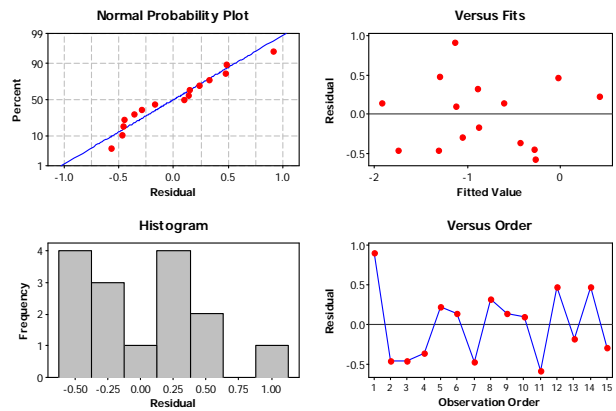 Normal Probability Plot
99
90
50
10
1
Percent
-1.0 -0.5 0.0 0.5 1.0
Residual
Versus Fits
1.0
0.5
0.0
-0.5
Residual
-2 -1 0
Fitted Value
Histogram
4
3
2
1
0
Frequency
-0.50 -0.25 0.00 0.25 0.50 0.75 1.00
Residual
Versus Order
1.0
0.5
0.0
-0.5
Residual
1 2 3 4 5 6 7 8 9 10 11 12 13 14 15
Observation Order